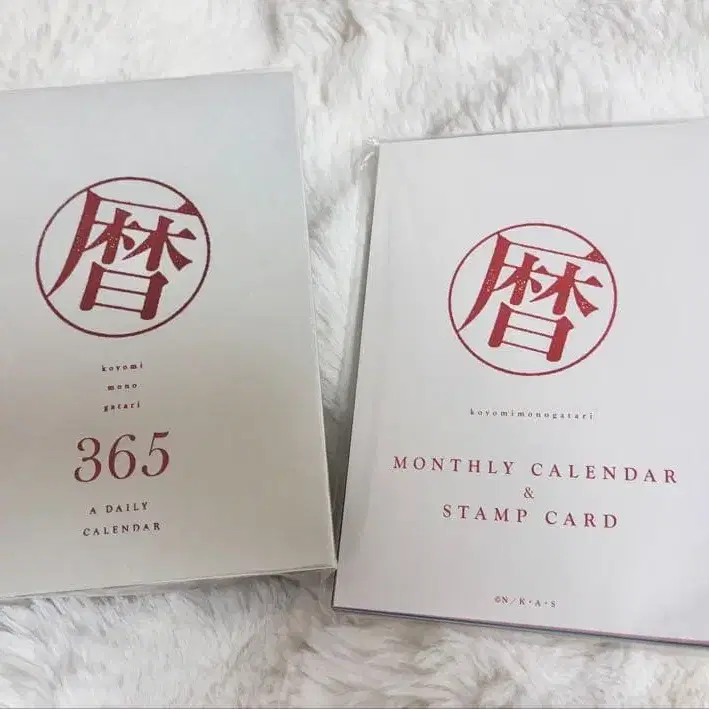 暦
koyomi
mono
gatari
365
A DAILY
CALENDAR
暦
koyomimonogatari
MONTHLY CALENDAR
&
STAMP CARD
©N/K・A・S